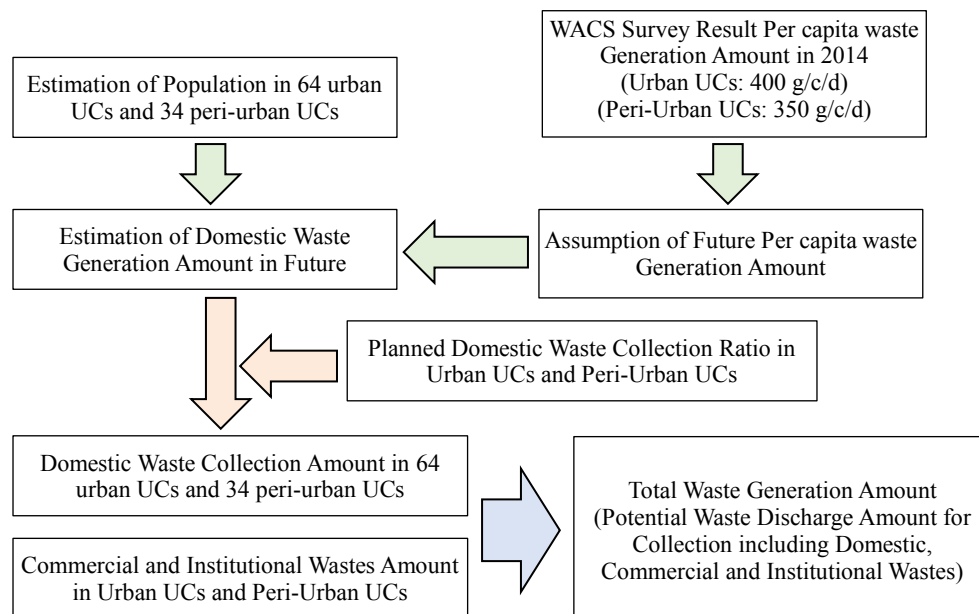 Estimation of Population in 64 urban
UCs and 34 peri-urban UCs
WACS Survey Result Per capita waste
Generation Amount in 2014
(Urban UCs: 400 g/c/d)
(Peri-Urban UCs: 350 g/c/d)
Estimation of Domestic Waste
Generation Amount in Future
Assumption of Future Per capita waste
Generation Amount
Planned Domestic Waste Collection Ratio in
Urban UCs and Peri-Urban UCs
Domestic Waste Collection Amount in 64
urban UCs and 34 peri-urban UCs
Commercial and Institutional Wastes Amount
in Urban UCs and Peri-Urban UCs
Total Waste Generation Amount
(Potential Waste Discharge Amount for
Collection including Domestic,
Commercial and Institutional Wastes)